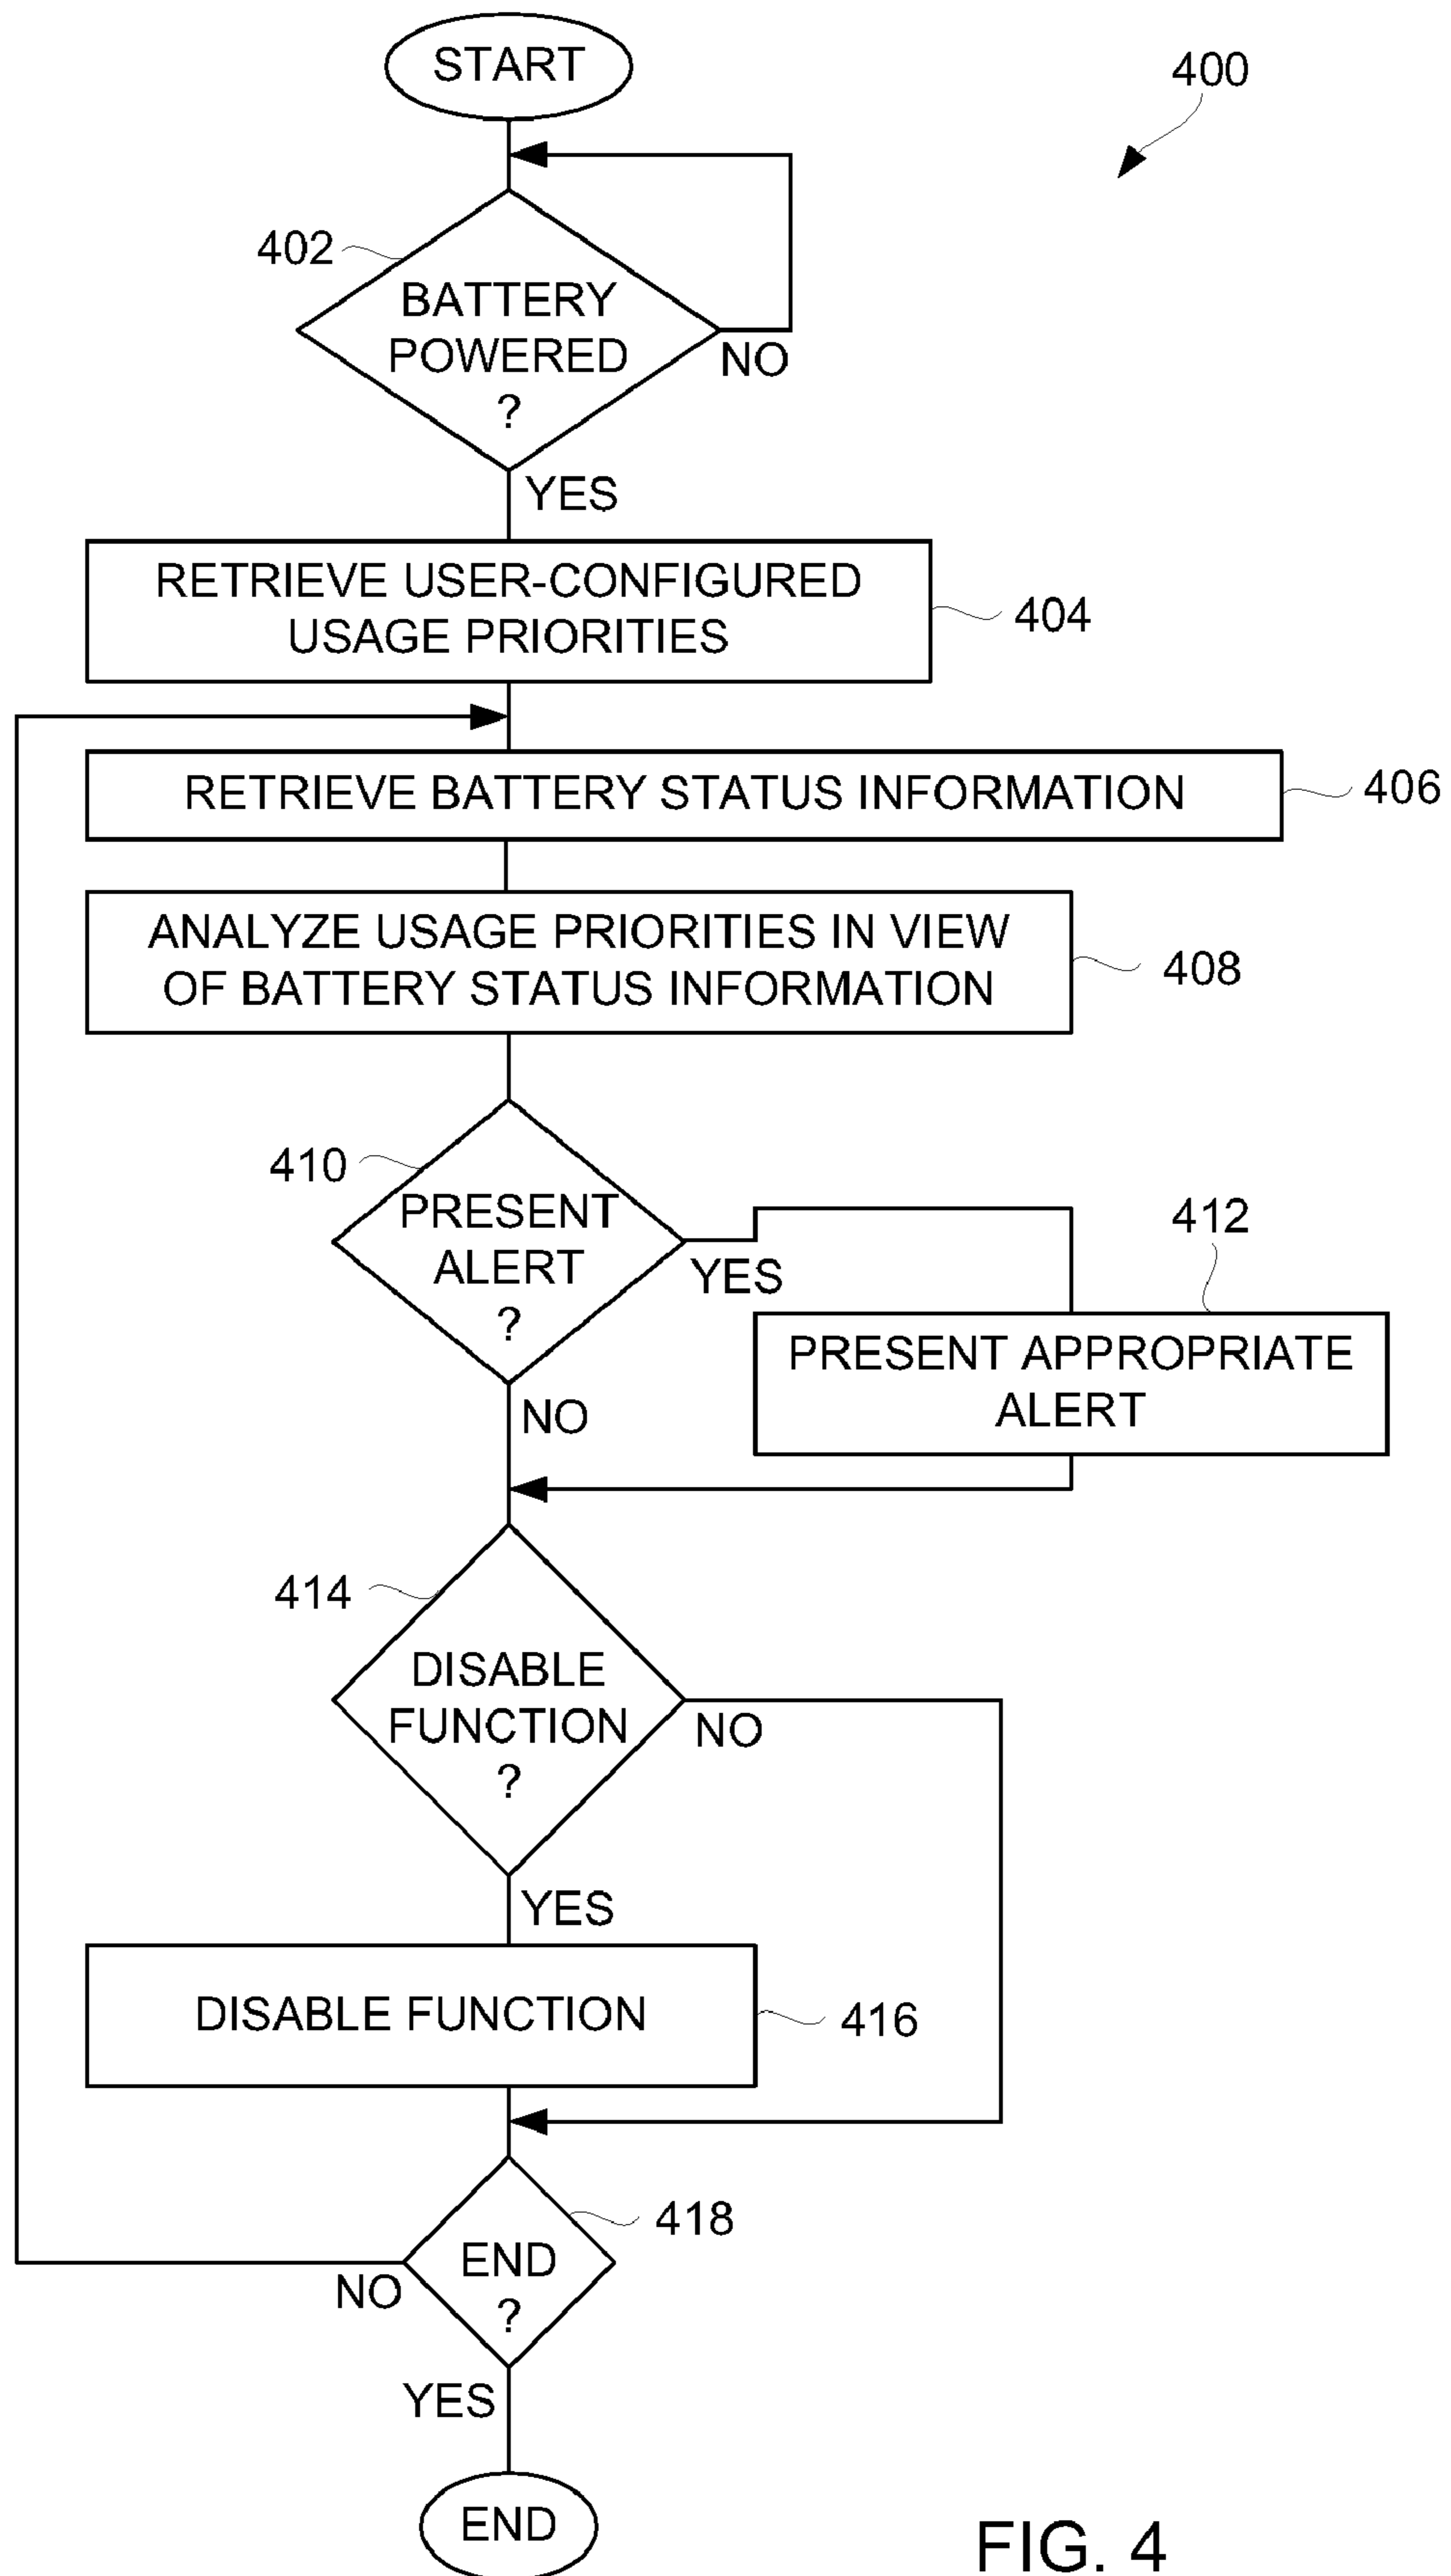 START
400
402
BATTERY
POWERED
?
NO
YES
RETRIEVE USER-CONFIGURED
USAGE PRIORITIES
404
RETRIEVE BATTERY STATUS INFORMATION
406
ANALYZE USAGE PRIORITIES IN VIEW
OF BATTERY STATUS INFORMATION
408
410
PRESENT
ALERT
?
YES
412
PRESENT APPROPRIATE
ALERT
NO
414
DISABLE
FUNCTION
?
NO
YES
DISABLE FUNCTION
416
418
END
?
NO
YES
END
FIG. 4